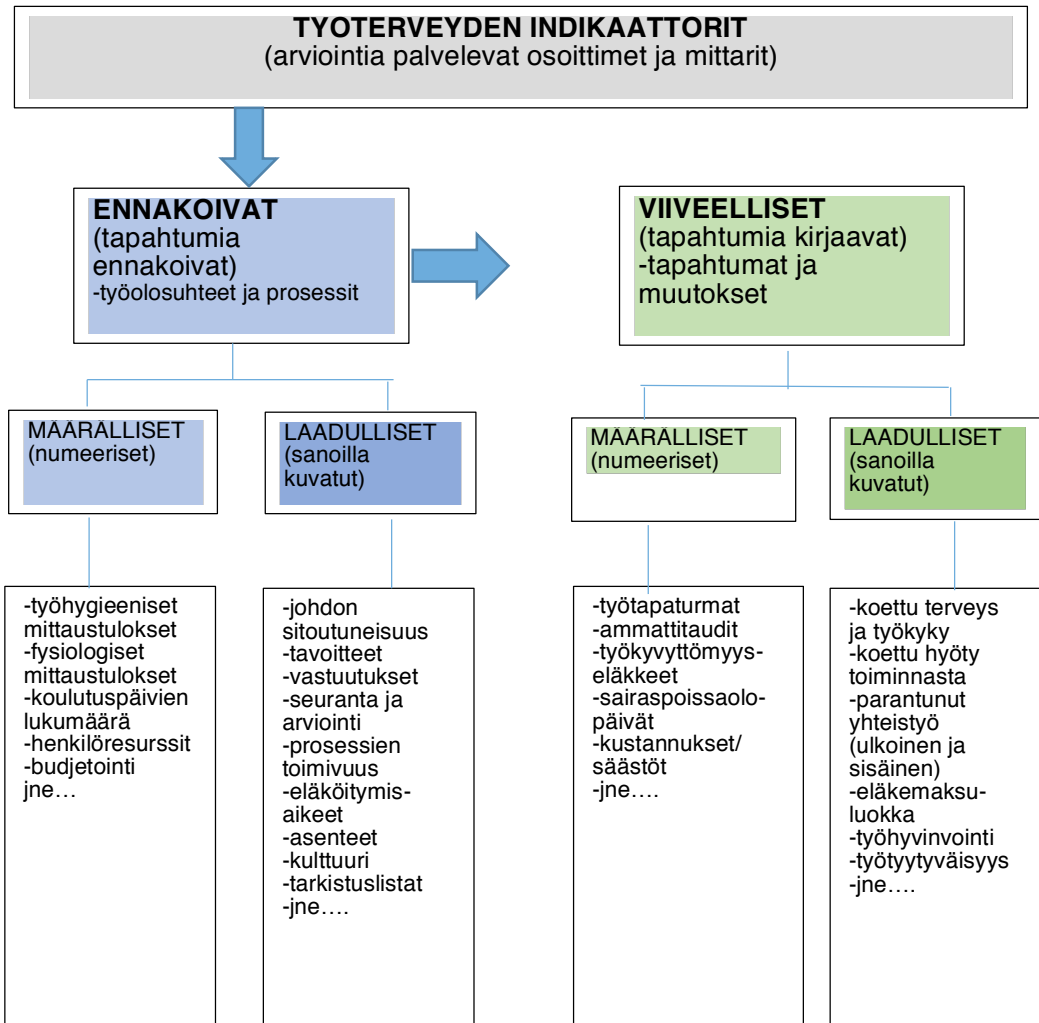 TYÖTERVEYDEN INDIKAATTORIT
(arviointia palvelevat osoittimet ja mittarit)
ENNAKOIVAT
(tapahtumia
ennakoivat)
-työolosuhteet ja prosessit
VIIVEELLISET
(tapahtumia kirjaavat)
-tapahtumat ja
muutokset
MÄÄRÄLLISET
(numeeriset)
LAADULLISET
(sanoilla
kuvatut)
MÄÄRÄLLISET
(numeeriset)
LAADULLISET
(sanoilla
kuvatut)
-työhygieeniset
mittaustulokset
-fysiologiset
mittaustulokset
-koulutuspäivien
lukumäärä
-henkilöresurssit
-budjetointi
jne…
-johdon
sitoutuneisuus
-tavoitteet
-vastuutukset
-seuranta ja
arviointi
-prosessien
toimivuus
-eläköitymis-
aikeet
-asenteet
-kulttuuri
-tarkistuslistat
-jne….
-työtapaturmat
-ammattitaudit
-työkyvyttömyys-
eläkkeet
-sairaspoissaolo-
päivät
-kustannukset/
säästöt
-jne….
-koettu terveys
ja työkyky
-koettu hyöty
toiminnasta
-parantunut
yhteistyö
(ulkoinen ja
sisäinen)
-eläkemaksu-
luokka
-työhyvinvointi
-työtyytyväisyys
-jne….